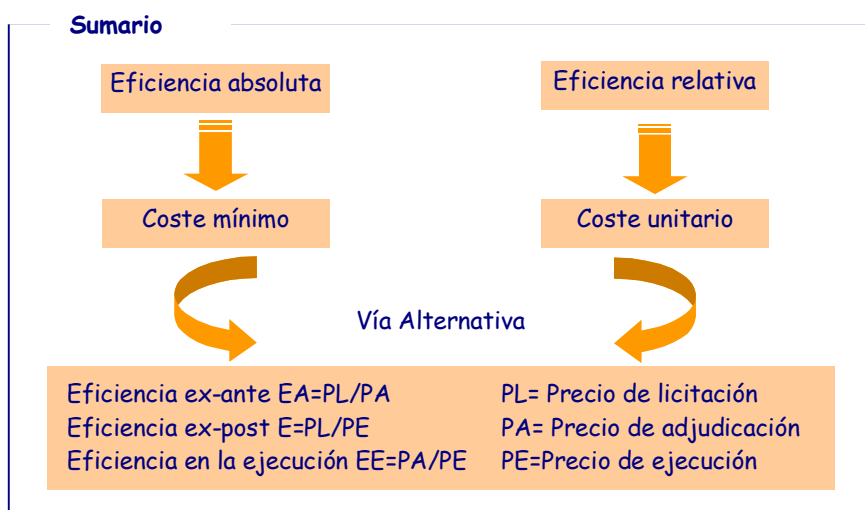 Sumario
Eficiencia absoluta
Eficiencia relativa
Coste mínimo
Coste unitario
Vía Alternativa
Eficiencia ex-ante EA=PL/PA
PL= Precio de licitación
Eficiencia ex-post E=PL/PE
PA= Precio de adjudicación
Eficiencia en la ejecución EE=PA/PE
PE=Precio de ejecución